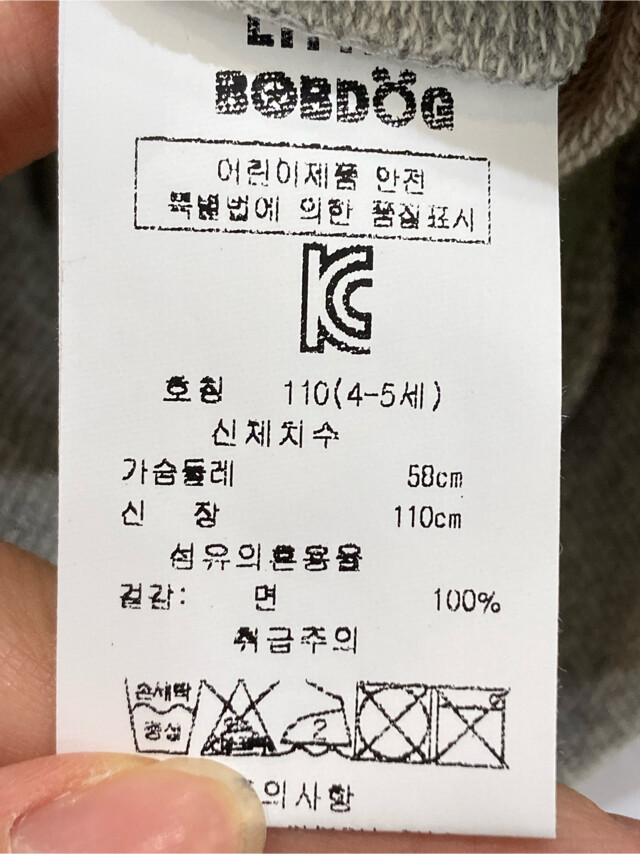 BOBDOG
어린이제품 안전
특별법에 의한 품질표시
호칭 110(4-5세)
신체치수
가슴둘레 58cm
신 장 110cm
섬유의혼용율
겉감: 면 100%
취급주의
손세탁
중성
2
의사항